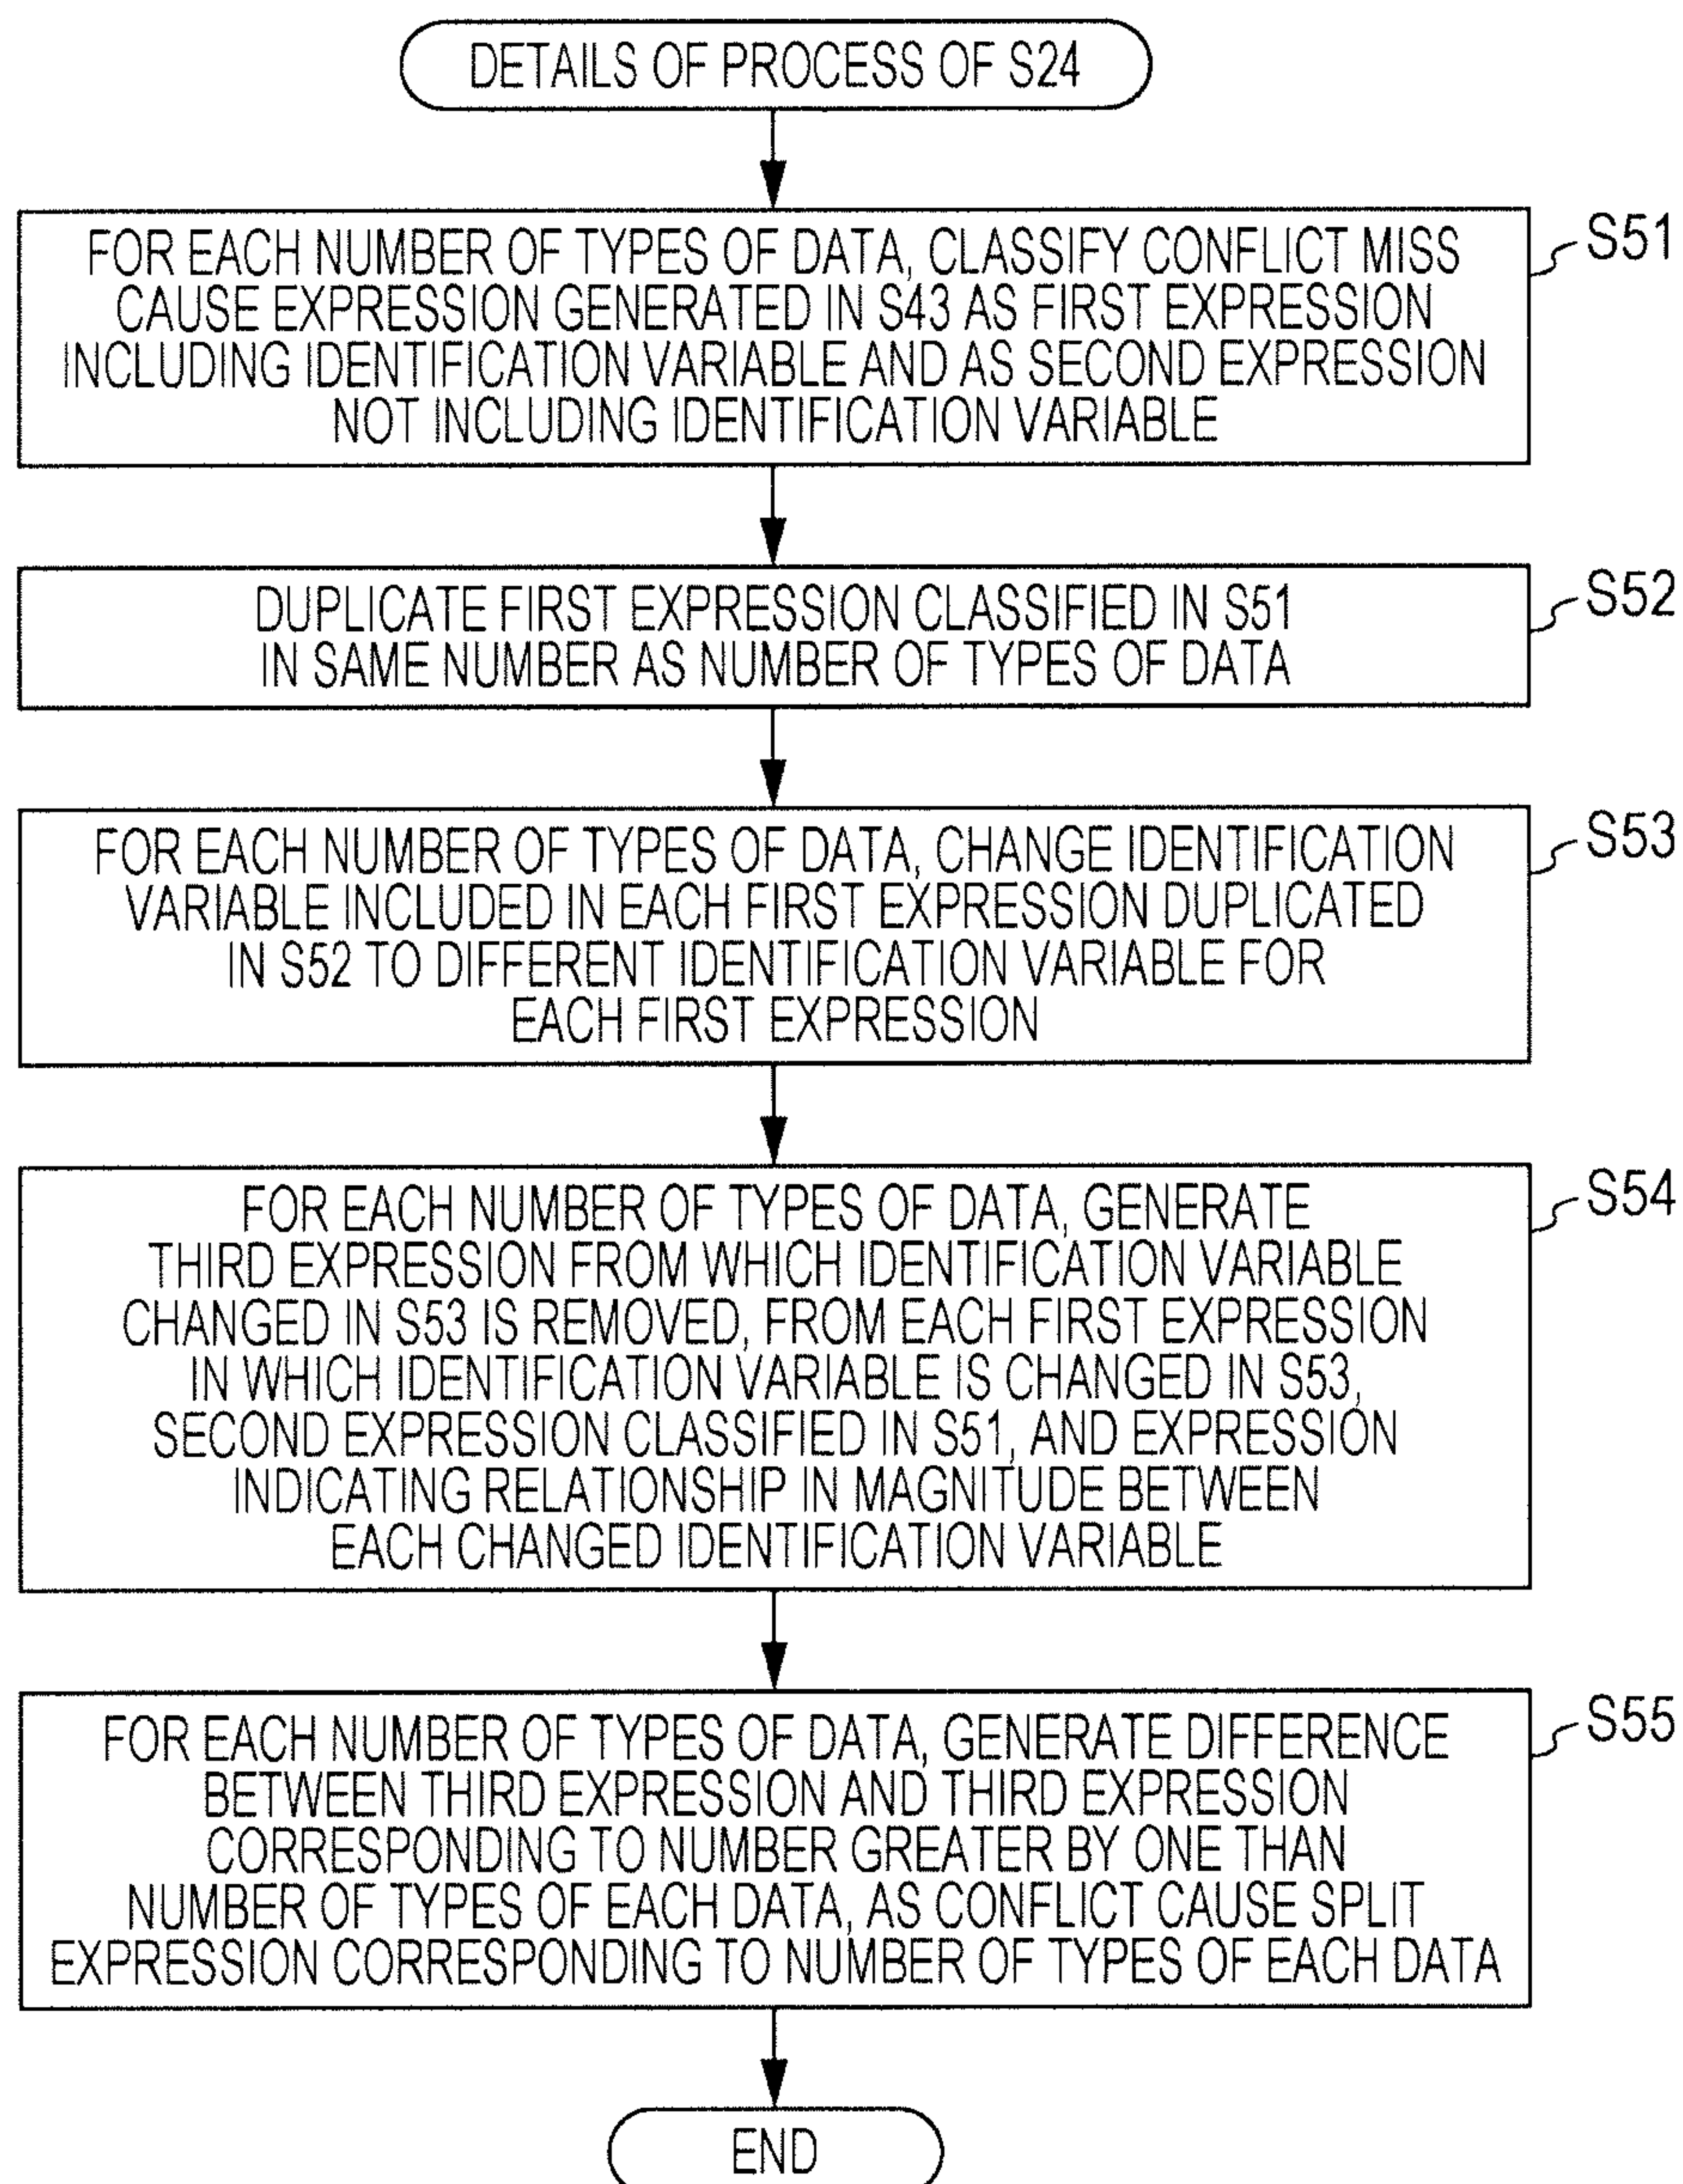 DETAILS OF PROCESS OF S24
FOR EACH NUMBER OF TYPES OF DATA, CLASSIFY CONFLICT MISS
CAUSE EXPRESSION GENERATED IN S43 AS FIRST EXPRESSION
INCLUDING IDENTIFICATION VARIABLE AND AS SECOND EXPRESSION
NOT INCLUDING IDENTIFICATION VARIABLE
S51
DUPLICATE FIRST EXPRESSION CLASSIFIED IN S51
IN SAME NUMBER AS NUMBER OF TYPES OF DATA
S52
FOR EACH NUMBER OF TYPES OF DATA, CHANGE IDENTIFICATION
VARIABLE INCLUDED IN EACH FIRST EXPRESSION DUPLICATED
IN S52 TO DIFFERENT IDENTIFICATION VARIABLE FOR
EACH FIRST EXPRESSION
S53
FOR EACH NUMBER OF TYPES OF DATA, GENERATE
THIRD EXPRESSION FROM WHICH IDENTIFICATION VARIABLE
CHANGED IN S53 IS REMOVED, FROM EACH FIRST EXPRESSION
IN WHICH IDENTIFICATION VARIABLE IS CHANGED IN S53,
SECOND EXPRESSION CLASSIFIED IN S51, AND EXPRESSION
INDICATING RELATIONSHIP IN MAGNITUDE BETWEEN
EACH CHANGED IDENTIFICATION VARIABLE
S54
FOR EACH NUMBER OF TYPES OF DATA, GENERATE DIFFERENCE
BETWEEN THIRD EXPRESSION AND THIRD EXPRESSION
CORRESPONDING TO NUMBER GREATER BY ONE THAN
NUMBER OF TYPES OF EACH DATA, AS CONFLICT CAUSE SPLIT
EXPRESSION CORRESPONDING TO NUMBER OF TYPES OF EACH DATA
S55
END